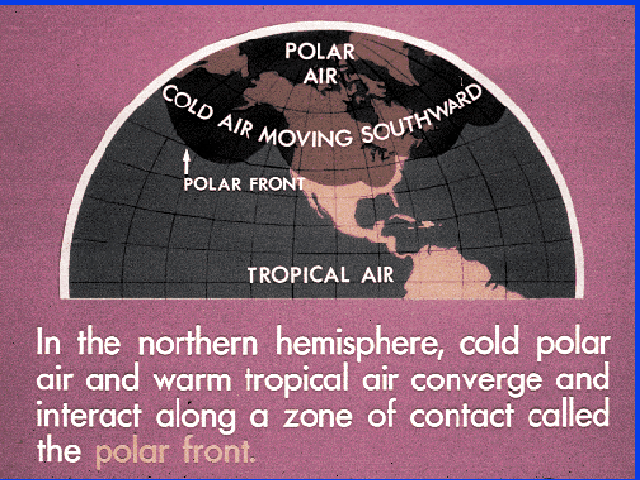 POLAR
AIR
COLD AIR MOVING SOUTHWARD
POLAR FRONT
TROPICAL AIR
In the northern hemisphere, cold polar
air and warm tropical air converge and
interact along a zone of contact called
the polar front.